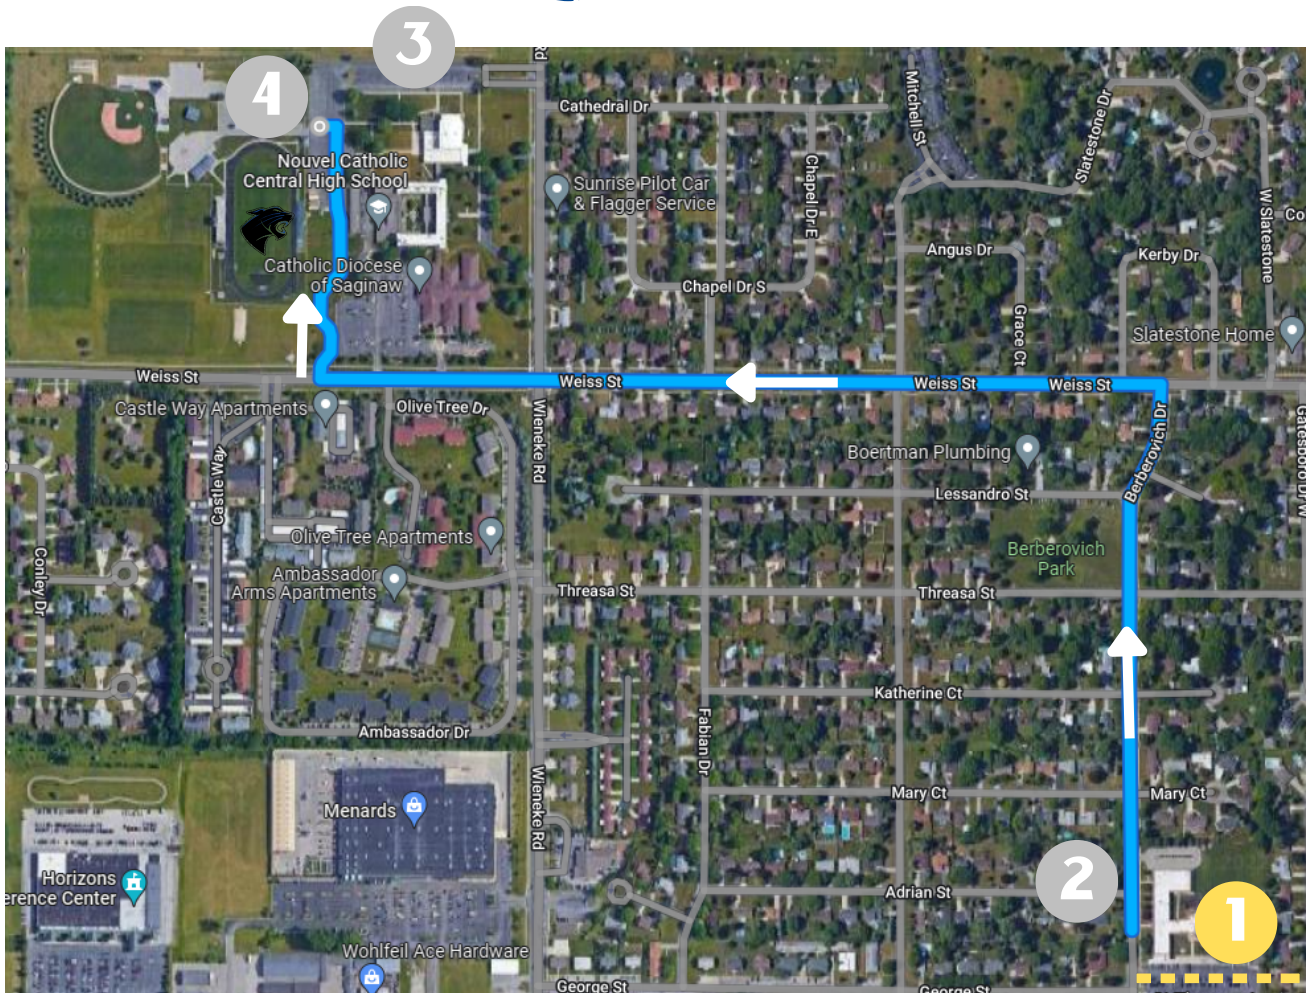 3
Rd
4
Cathedral Dr
Mitchell St
Slatestone Dr
Nouvel Catholic
Central High School
Sunrise Pilot Car
& Flagger Service
Chapel Dr E
W Slatestone
Co
Angus Dr
Kerby Dr
Catholic Diocese
of Saginaw
Chapel Dr S
Grace Ct
Slatestone Home
Weiss St
Weiss St
Weiss St
Weiss St
Castle Way Apartments
Olive Tree Dr
Wieneke Rd
Berberovich Dr
Gatesboro Dr W
Boertman Plumbing
Castle Way
Lessandro St
Olive Tree Apartments
Berberovich
Park
Conley Dr
Ambassador
Arms Apartments
Threasa St
Threasa St
Katherine Ct
Fabian Dr
Ambassador Dr
Wieneke Rd
Mary Ct
Mary Ct
Menards
Horizons
erence Center
2
Adrian St
1
Wohlfeil Ace Hardware
George St
George St